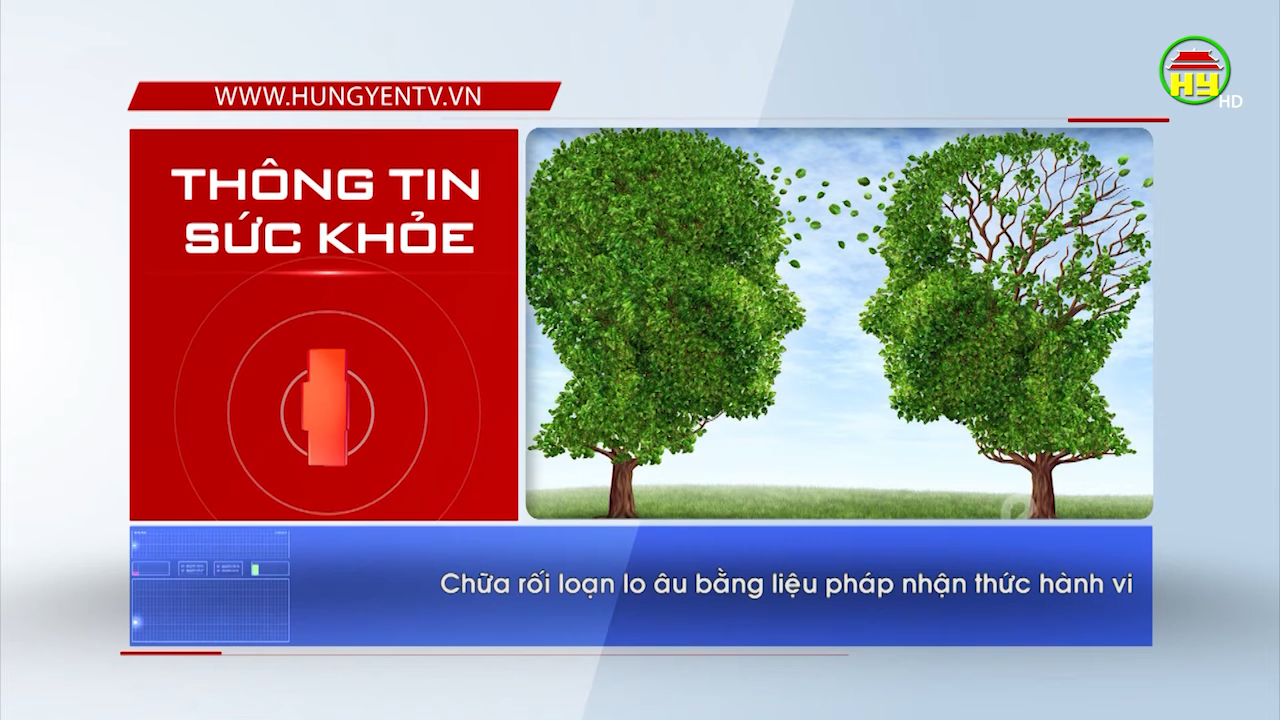 WWW.HUNGYENTV.VN
HY
HD
THÔNG TIN
SỨC KHỎE
Chữa rối loạn lo âu bằng liệu pháp nhận thức hành vi